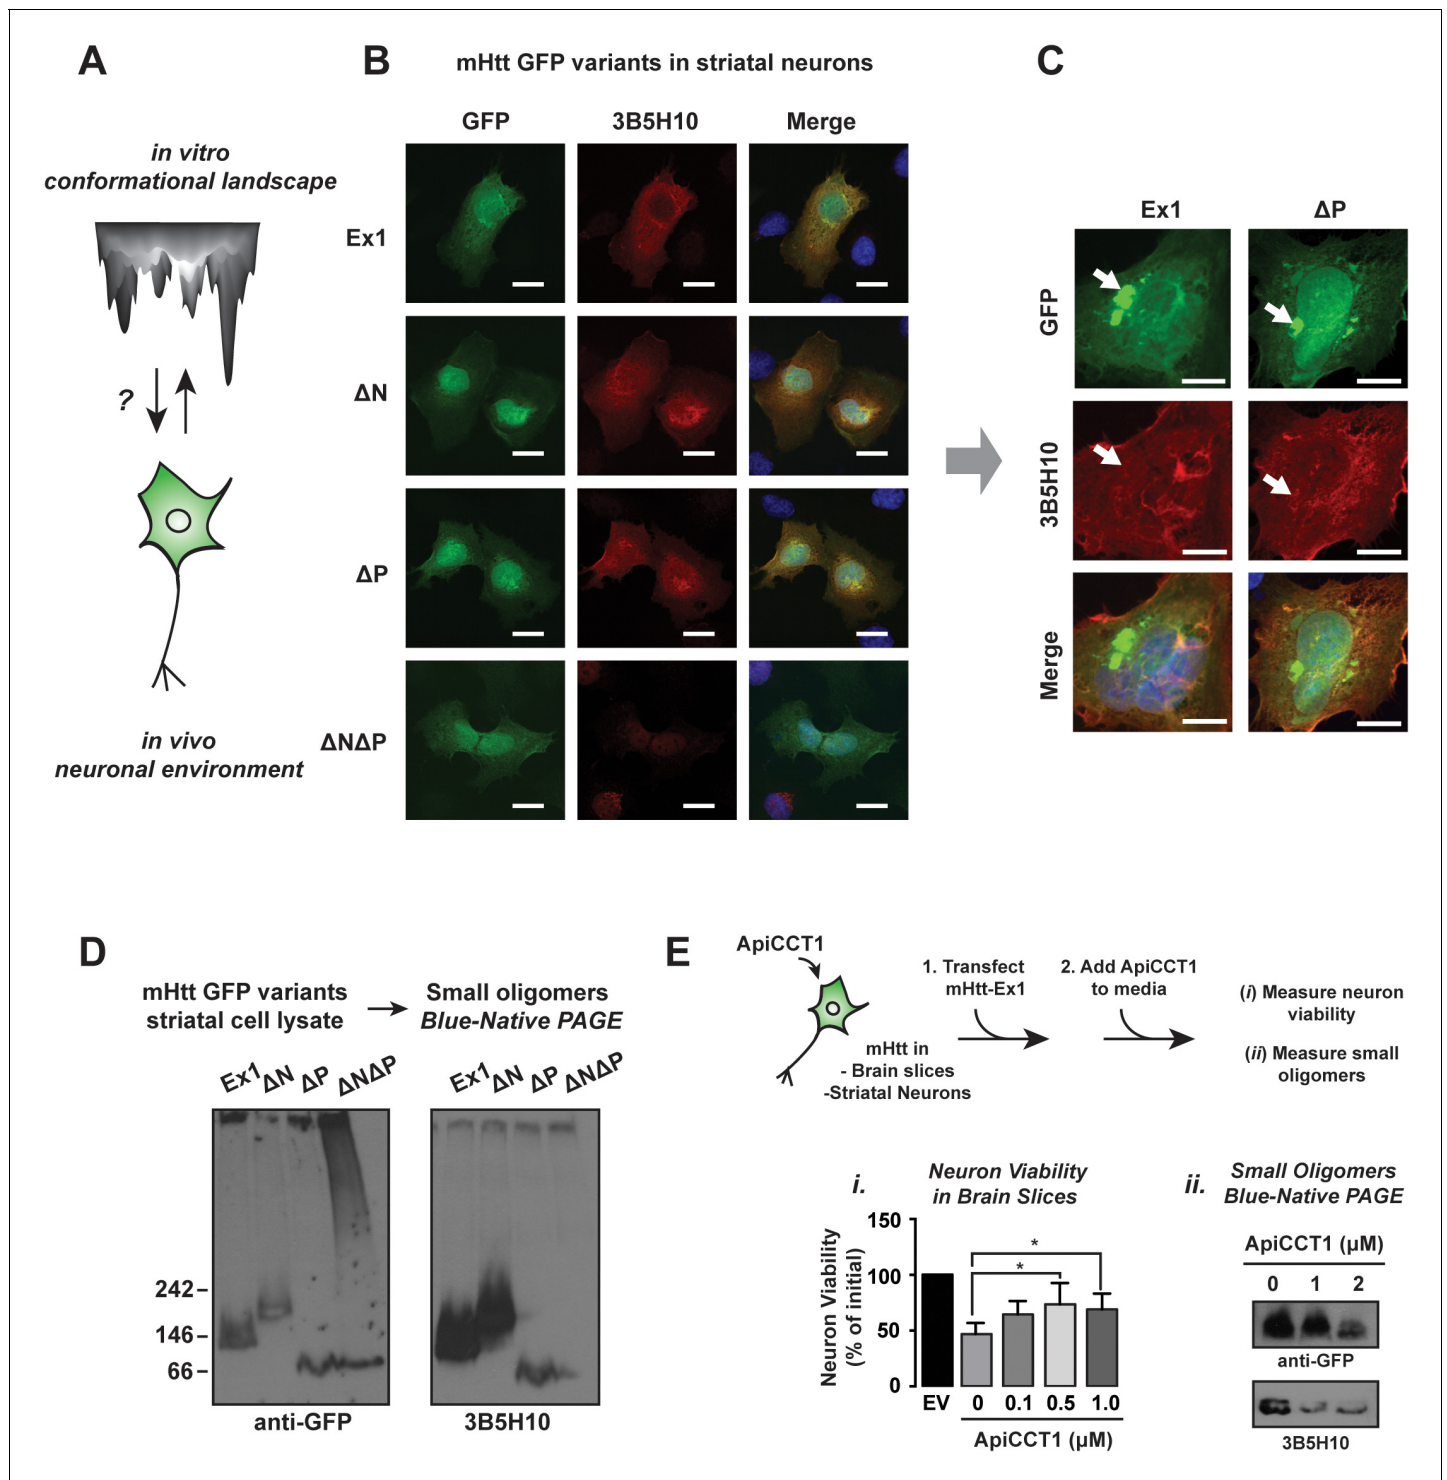 A
in vitro
conformational landscape
?
in vivo
neuronal environment
B
mHtt GFP variants in striatal neurons
GFP
3B5H10
Merge
Ex1
ΔN
ΔP
ΔNΔP
C
Ex1
ΔP
GFP
3B5H10
Merge
D
mHtt GFP variants
striatal cell lysate
Small oligomers
Blue-Native PAGE
Ex1
ΔN
ΔP
ΔNΔP
Ex1
ΔN
ΔP
ΔNΔP
242
146
66
anti-GFP
3B5H10
E
ApiCCT1
mHtt in
- Brain slices
-Striatal Neurons
1. Transfect
mHtt-Ex1
2. Add ApiCCT1
to media
(i) Measure neuron
viability
(ii) Measure small
oligomers
i.
Neuron Viability
in Brain Slices
Neuron Viability
(% of initial)
150
100
50
0
*
*
EV
0
0.1
0.5
1.0
ApiCCT1 (µM)
ii.
Small Oligomers
Blue-Native PAGE
ApiCCT1 (µM)
0 1 2
anti-GFP
3B5H10